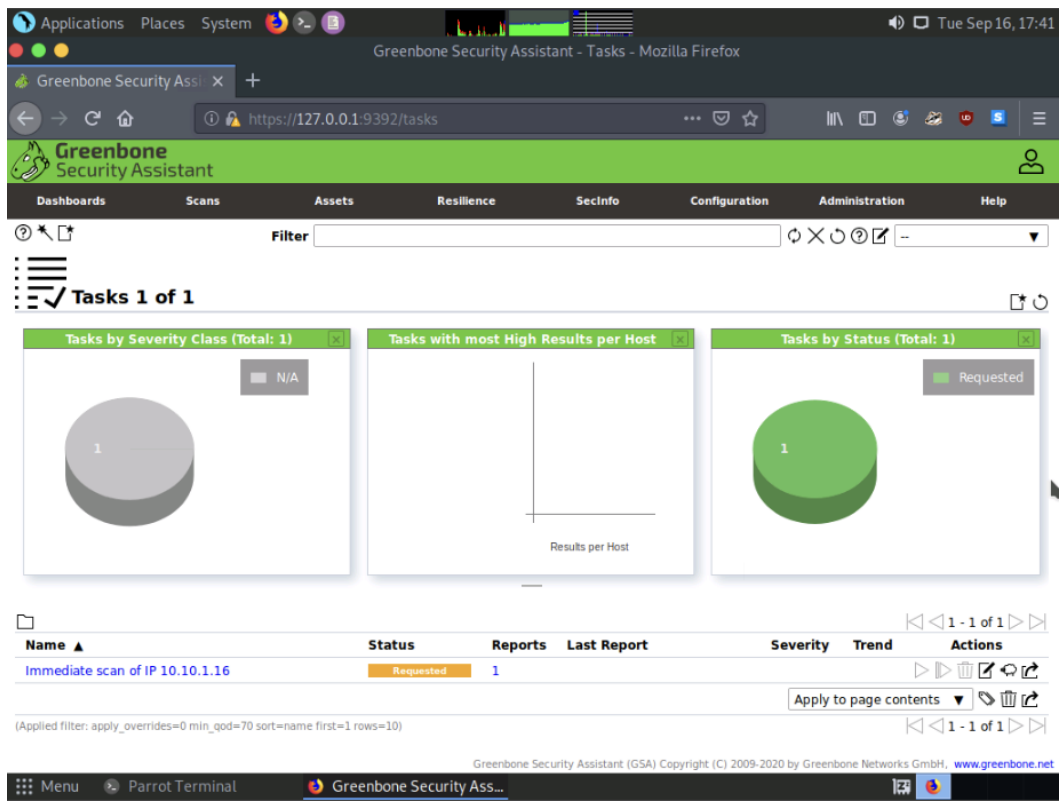 Applications Places System Tue Sep 16, 17:41
Greenbone Security Assistant - Tasks - Mozilla Firefox
Greenbone Security Assi
https://127.0.0.1:9392/tasks
Greenbone
Security Assistant
Dashboards Scans Assets Resilience SecInfo Configuration Administration Help
Filter --
Tasks 1 of 1
Tasks by Severity Class (Total: 1) Tasks with most High Results per Host Tasks by Status (Total: 1)
N/A Requested
1 1
Results per Host
1 - 1 of 1
Name ▲ Status Reports Last Report Severity Trend Actions
Immediate scan of IP 10.10.1.16 Requested 1
Apply to page contents ▼
(Applied filter: apply_overrides=0 min_qod=70 sort=name first=1 rows=10) 1 - 1 of 1
Greenbone Security Assistant (GSA) Copyright (C) 2009-2020 by Greenbone Networks GmbH, www.greenbone.net
Menu Parrot Terminal Greenbone Security Ass...